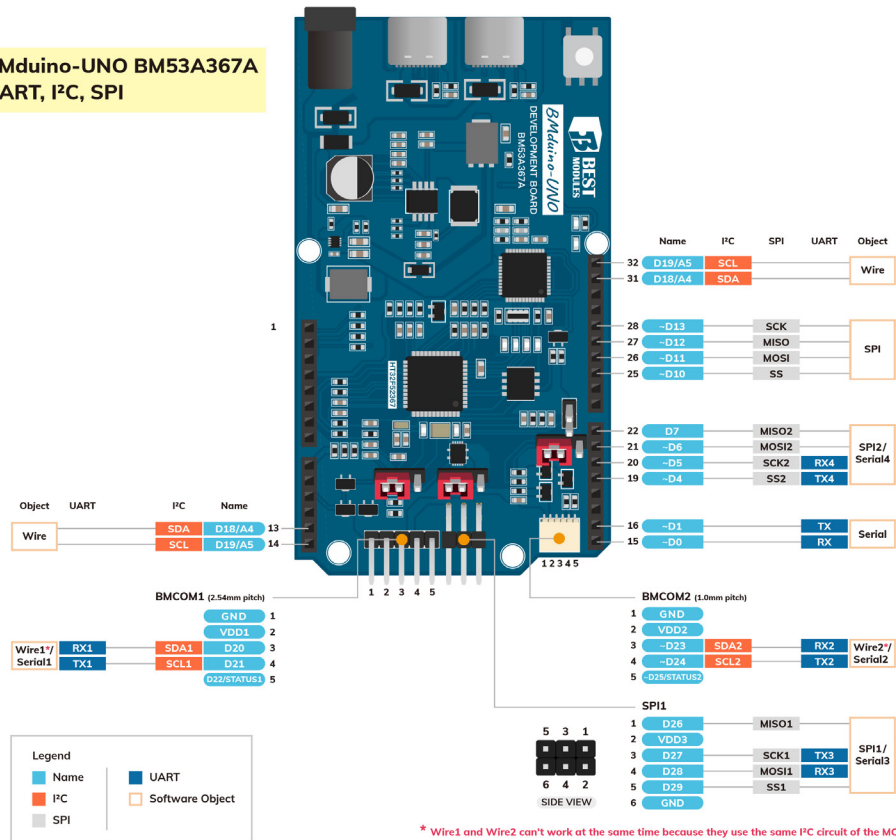 Mduino-UNO BM53A367A
ART, I²C, SPI
BMduino-UNO
DEVELOPMENT BOARD
BM53A367A
BEST
MODULES
HT32F52367
1
Name I²C SPI UART Object
32 D19/A5 SCL
31 D18/A4 SDA
Wire
28 ~D13 SCK
27 ~D12 MISO
26 ~D11 MOSI
25 ~D10 SS
SPI
22 D7 MISO2
21 ~D6 MOSI2
20 ~D5 SCK2 RX4
19 ~D4 SS2 TX4
SPI2/
Serial4
16 ~D1 TX
15 ~D0 RX
Serial
Object UART I²C Name
Wire
SDA D18/A4 13
SCL D19/A5 14
1 2 3 4 5
1 2 3 4 5
BMCOM1 (2.54mm pitch)
GND 1
VDD1 2
RX1 SDA1 D20 3
TX1 SCL1 D21 4
D22/STATUS1 5
Wire1*/
Serial1
BMCOM2 (1.0mm pitch)
1 GND
2 VDD2
3 ~D23 SDA2 RX2
4 ~D24 SCL2 TX2
5 ~D25/STATUS2
Wire2*/
Serial2
SPI1
1 D26 MISO1
2 VDD3
3 D27 SCK1 TX3
4 D28 MOSI1 RX3
5 D29 SS1
6 GND
SPI1/
Serial3
5 3 1
6 4 2
SIDE VIEW
Legend
Name
I²C
SPI
UART
Software Object
* Wire1 and Wire2 can't work at the same time because they use the same I²C circuit of the MC